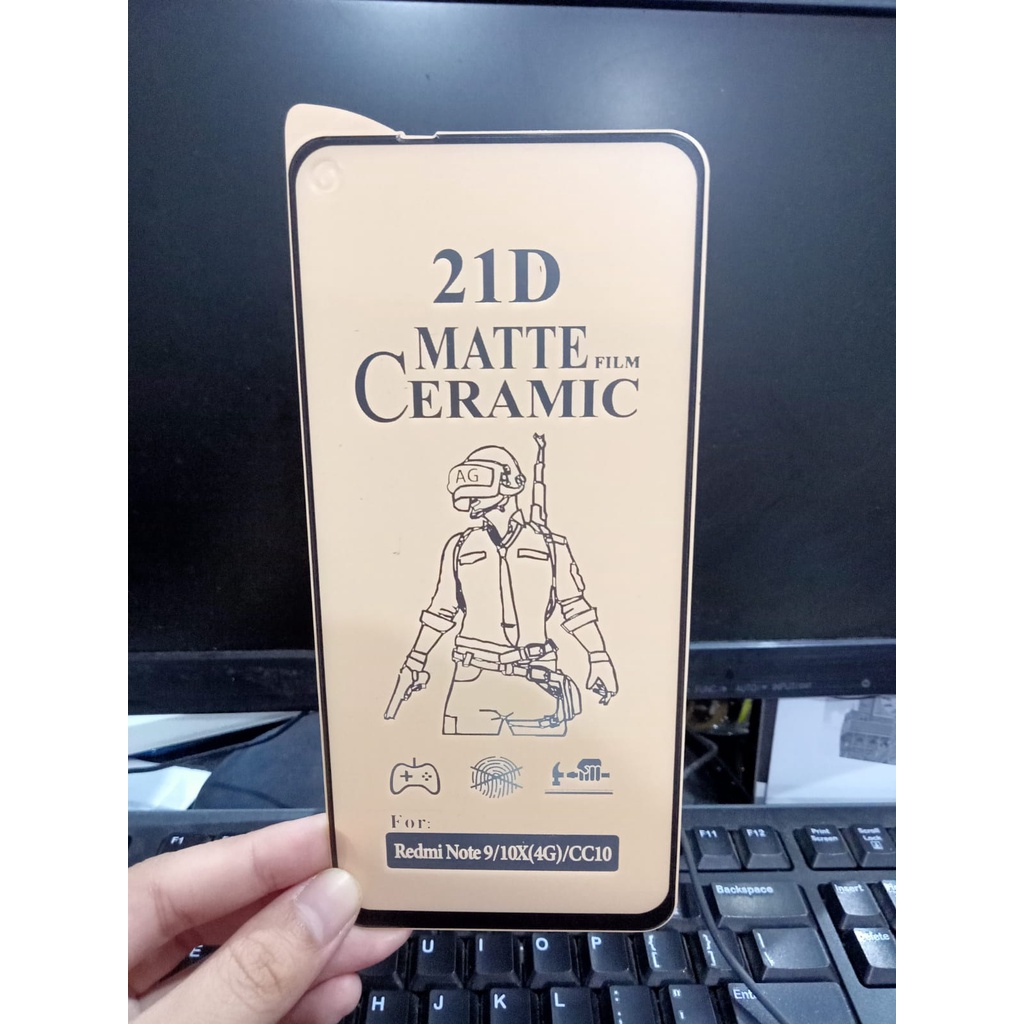 21D
MATTE FILM
CERAMIC
AG
For:
Redmi Note 9/10X(4G)/CC10
F1
F11
F12
Print
Screen
Scroll
Lock
Backspace
Insert
Delete
E
U
I
O
P
H
J
K
L